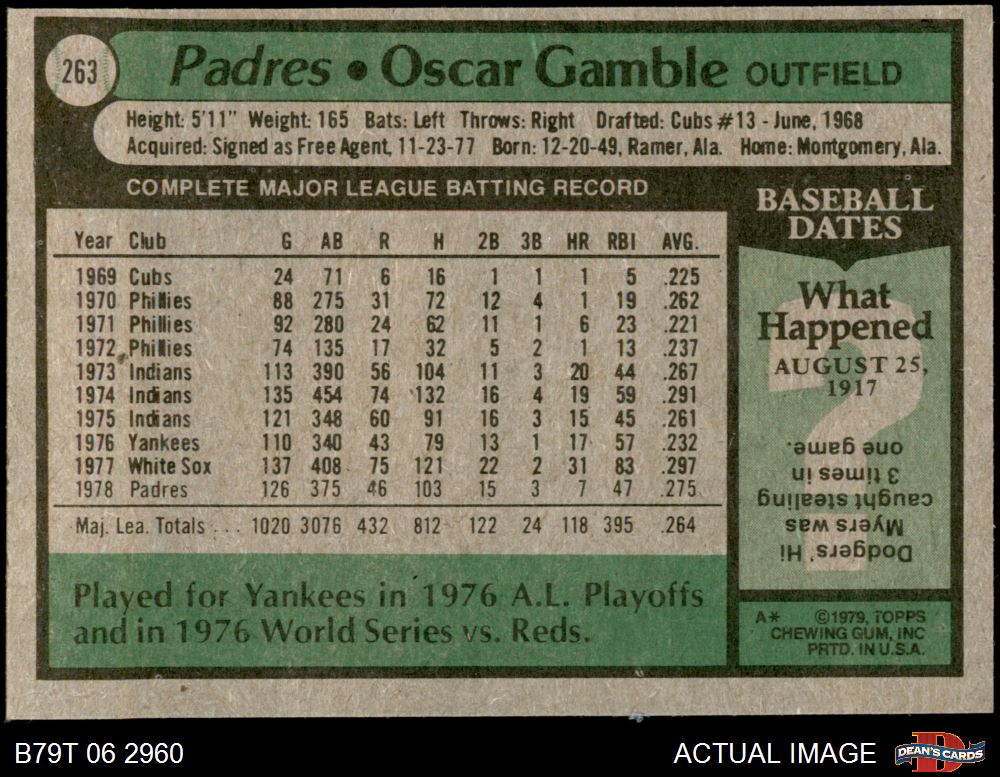 263
Padres • Oscar Gamble OUTFIELD
Height: 5'11" Weight: 165 Bats: Left Throws: Right Drafted: Cubs #13 - June, 1968
Acquired: Signed as Free Agent, 11-23-77 Born: 12-20-49, Ramer, Ala. Home: Montgomery, Ala.
COMPLETE MAJOR LEAGUE BATTING RECORD
Year Club G AB R H 2B 3B HR RBI AVG.
1969 Cubs 24 71 6 16 1 1 1 5 .225
1970 Phillies 88 275 31 72 12 4 1 19 .262
1971 Phillies 92 280 24 62 11 1 6 23 .221
1972 Phillies 74 135 17 32 5 2 1 13 .237
1973 Indians 113 390 56 104 11 3 20 44 .267
1974 Indians 135 454 74 132 16 4 19 59 .291
1975 Indians 121 348 60 91 16 3 15 45 .261
1976 Yankees 110 340 43 79 13 1 17 57 .232
1977 White Sox 137 408 75 121 22 2 31 83 .297
1978 Padres 126 375 46 103 15 3 7 47 .275
Maj. Lea. Totals ... 1020 3076 432 812 122 24 118 395 .264
Played for Yankees in 1976 A.L. Playoffs
and in 1976 World Series vs. Reds.
BASEBALL
DATES
What
Happened
AUGUST 25,
1917
?
Dodgers' Hi
Myers was
caught stealing
3 times in
one game.
A* ©1979, TOPPS
CHEWING GUM, INC
PRTD. IN U.S.A.
B79T 06 2960
ACTUAL IMAGE
D
DEAN'S CARDS